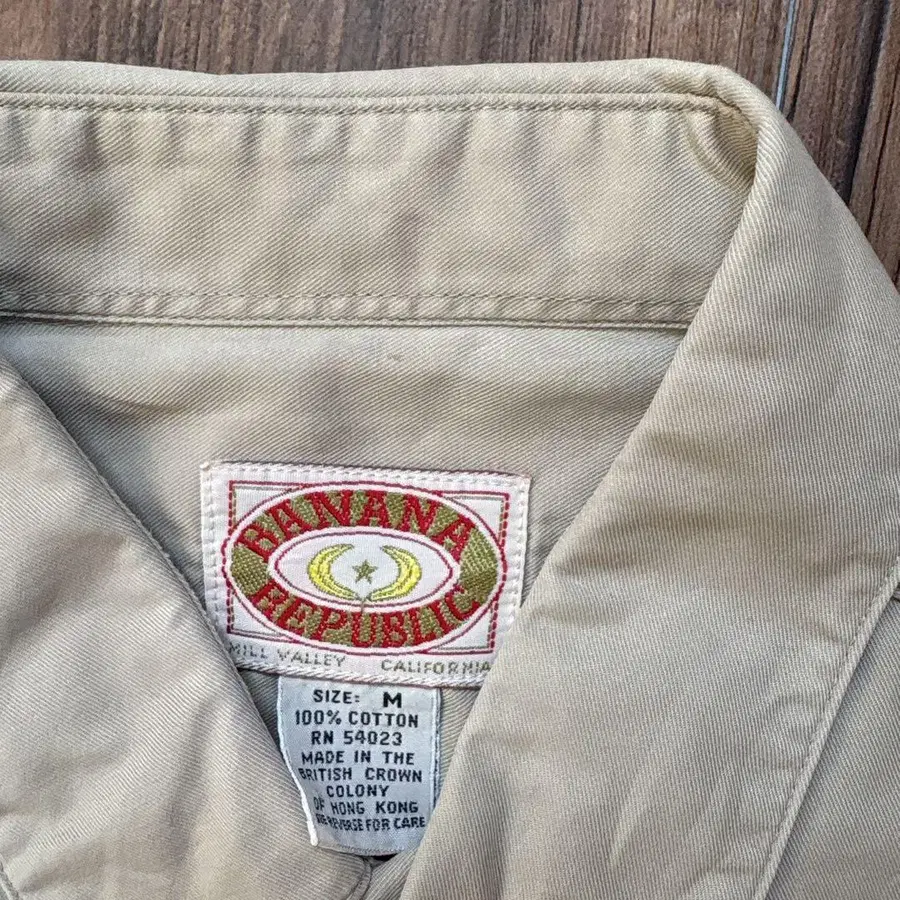 BANANA
REPUBLIC
MILL VALLEY CALIFORNIA
SIZE: M
100% COTTON
RN 54023
MADE IN THE
BRITISH CROWN
COLONY
OF HONG KONG
SEE REVERSE FOR CARE